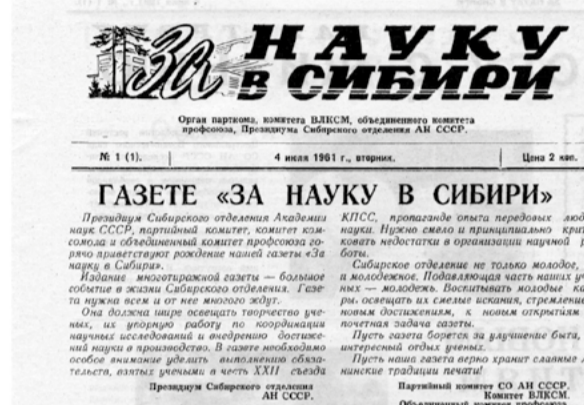 За НАУКУ
В СИБИРИ
Орган парткома, комитета ВЛКСМ, объединенного комитета
профсоюза, Президиума Сибирского отделения АН СССР.
№ 1 (1).
4 июля 1961 г., вторник.
Цена 2 коп.
ГАЗЕТЕ «ЗА НАУКУ В СИБИРИ»
Президиум Сибирского отделения Академии
наук СССР, партийный комитет, комитет ком-
сомола и объединенный комитет профсоюза го-
рячо приветствуют рождение нашей газеты «За
науку в Сибири».
Издание многотиражной газеты — большое
событие в жизни Сибирского отделения. Газе-
та нужна всем и от нее многого ждут.
Она должна шире освещать творчество уче-
ных, их упорную работу по координации
научных исследований и внедрению достиже-
ний науки в производство. В газете необходимо
особое внимание уделить выполнению обяза-
тельств, взятых учеными в честь XXII съезда
Президиум Сибирского отделения
АН СССР.
КПСС, пропаганде опыта передовых люд
науки. Нужно смело и принципиально крит
ковать недостатки в организации научной р
боты.
Сибирское отделение не только молодое,
и молодежное. Подавляющая часть наших уч
ных — молодежь. Воспитывать молодые ка
ры, освещать их смелые искания, стремление
новым достижениям, к новым открытиям
почетная задача газеты.
Пусть газета борется за улучшение быта,
интересный отдых ученых.
Пусть наша газета верно хранит славные л
нинские традиции печати!
Партийный комитет СО АН СССР.
Комитет ВЛКСМ.
Объединенный комитет профсоюза.